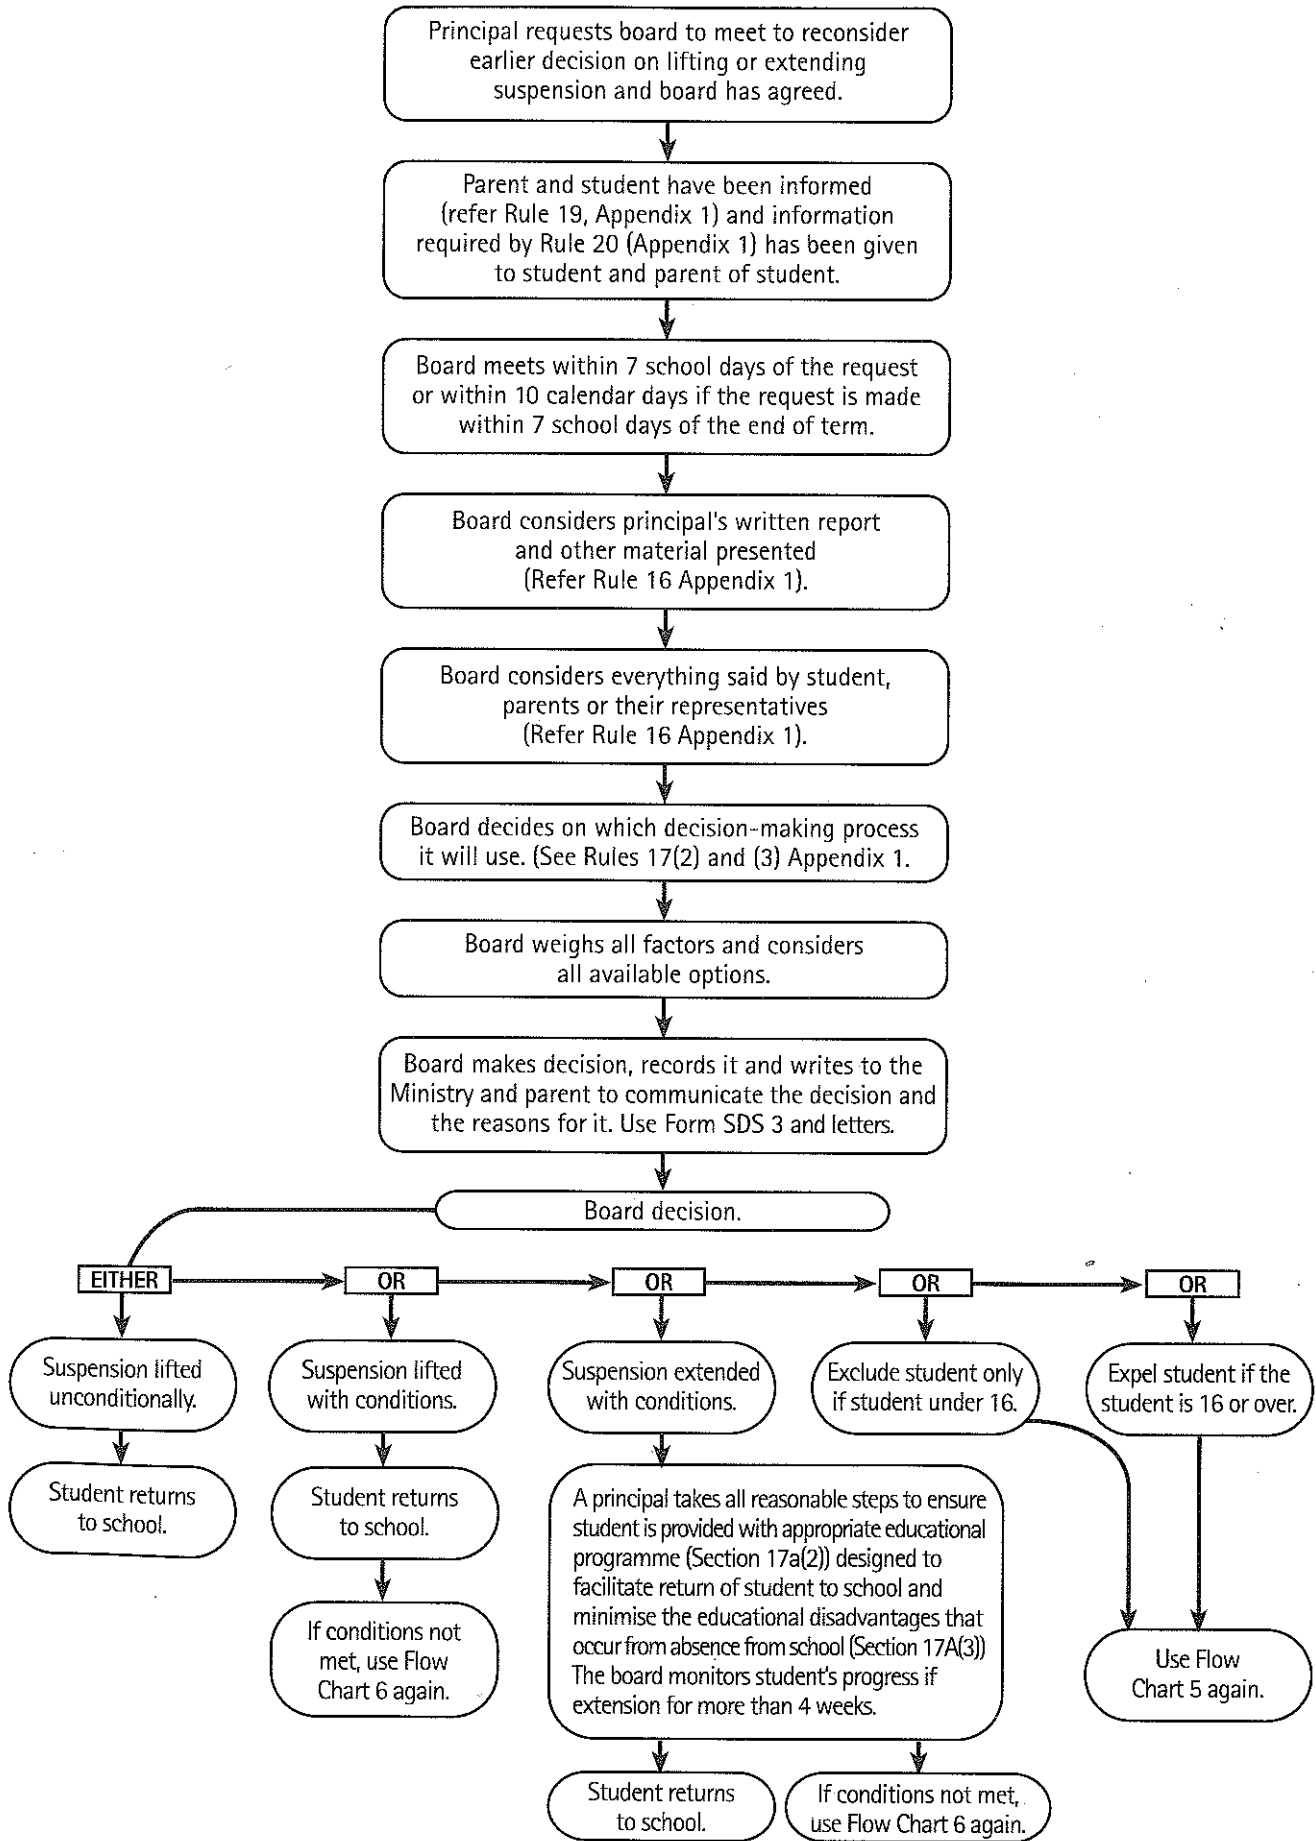 Principal requests board to meet to reconsider
earlier decision on lifting or extending
suspension and board has agreed.
Parent and student have been informed
(refer Rule 19, Appendix 1) and information
required by Rule 20 (Appendix 1) has been given
to student and parent of student.
Board meets within 7 school days of the request
or within 10 calendar days if the request is made
within 7 school days of the end of term.
Board considers principal's written report
and other material presented
(Refer Rule 16 Appendix 1).
Board considers everything said by student,
parents or their representatives
(Refer Rule 16 Appendix 1).
Board decides on which decision-making process
it will use. (See Rules 17(2) and (3) Appendix 1.
Board weighs all factors and considers
all available options.
Board makes decision, records it and writes to the
Ministry and parent to communicate the decision and
the reasons for it. Use Form SDS 3 and letters.
Board decision.
EITHER
OR
OR
OR
OR
Suspension lifted
unconditionally.
Suspension lifted
with conditions.
Suspension extended
with conditions.
Exclude student only
if student under 16.
Expel student if the
student is 16 or over.
Student returns
to school.
Student returns
to school.
A principal takes all reasonable steps to ensure
student is provided with appropriate educational
programme (Section 17a(2)) designed to
facilitate return of student to school and
minimise the educational disadvantages that
occur from absence from school (Section 17A(3))
The board monitors student's progress if
extension for more than 4 weeks.
If conditions not
met, use Flow
Chart 6 again.
Use Flow
Chart 5 again.
Student returns
to school.
If conditions not met,
use Flow Chart 6 again.